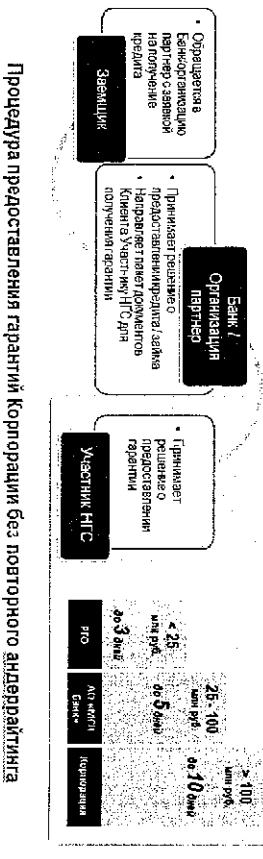 • Обращается в
Банк/организацию
партнер с заявкой
на получение
кредита
Заемщик
Банк /
Организация
партнер
• Принимает решение о
предоставлении кредита / займа
• Направляет пакет документов
Клиента Участнику НГС для
получения гарантии
• Принимает
решение о
предоставлении
гарантии
Участник НГС
< 25
млн руб.
до 3 дней
РГО
25 - 100
млн руб.
до 5 дней
АО «МСП
Банк»
> 100
млн руб.
до 10 дней
Корпорация
Процедура предоставления гарантий Корпорации без повторного андеррайтинга